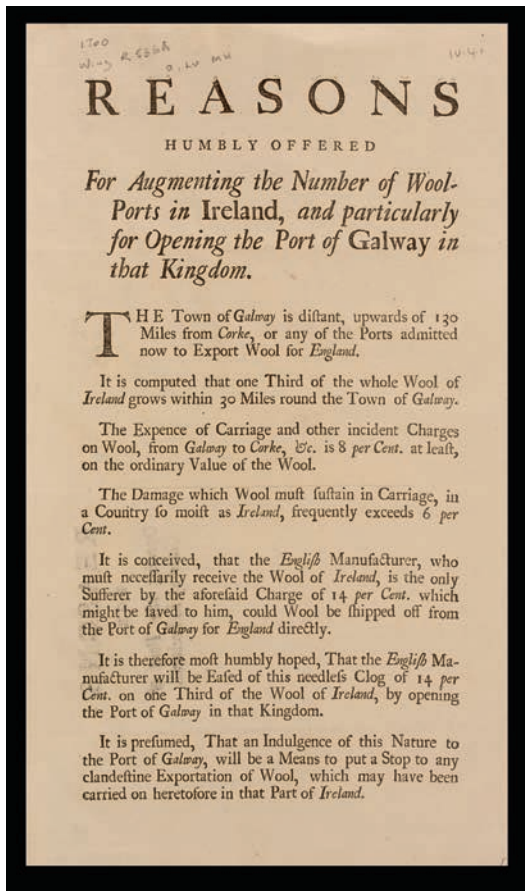 1700
Wing R.558A
REASONS
HUMBLY OFFERED
For Augmenting the Number of Wool-
Ports in Ireland, and particularly
for Opening the Port of Galway in
that Kingdom.
THE Town of Galway is diſtant, upwards of 130
Miles from Corke, or any of the Ports admitted
now to Export Wool for England.
It is computed that one Third of the whole Wool of
Ireland grows within 30 Miles round the Town of Galway.
The Expence of Carriage and other incident Charges
on Wool, from Galway to Corke, &c. is 8 per Cent. at leaſt,
on the ordinary Value of the Wool.
The Damage which Wool muſt ſuſtain in Carriage, in
a Country ſo moiſt as Ireland, frequently exceeds 6 per
Cent.
It is conceived, that the Engliſh Manufacturer, who
muſt neceſſarily receive the Wool of Ireland, is the only
Sufferer by the aforeſaid Charge of 14 per Cent. which
might be ſaved to him, could Wool be ſhipped off from
the Port of Galway for England directly.
It is therefore moſt humbly hoped, That the Engliſh Ma-
nufacturer will be Eaſed of this needleſs Clog of 14 per
Cent. on one Third of the Wool of Ireland, by opening
the Port of Galway in that Kingdom.
It is preſumed, That an Indulgence of this Nature to
the Port of Galway, will be a Means to put a Stop to any
clandeſtine Exportation of Wool, which may have been
carried on heretofore in that Part of Ireland.